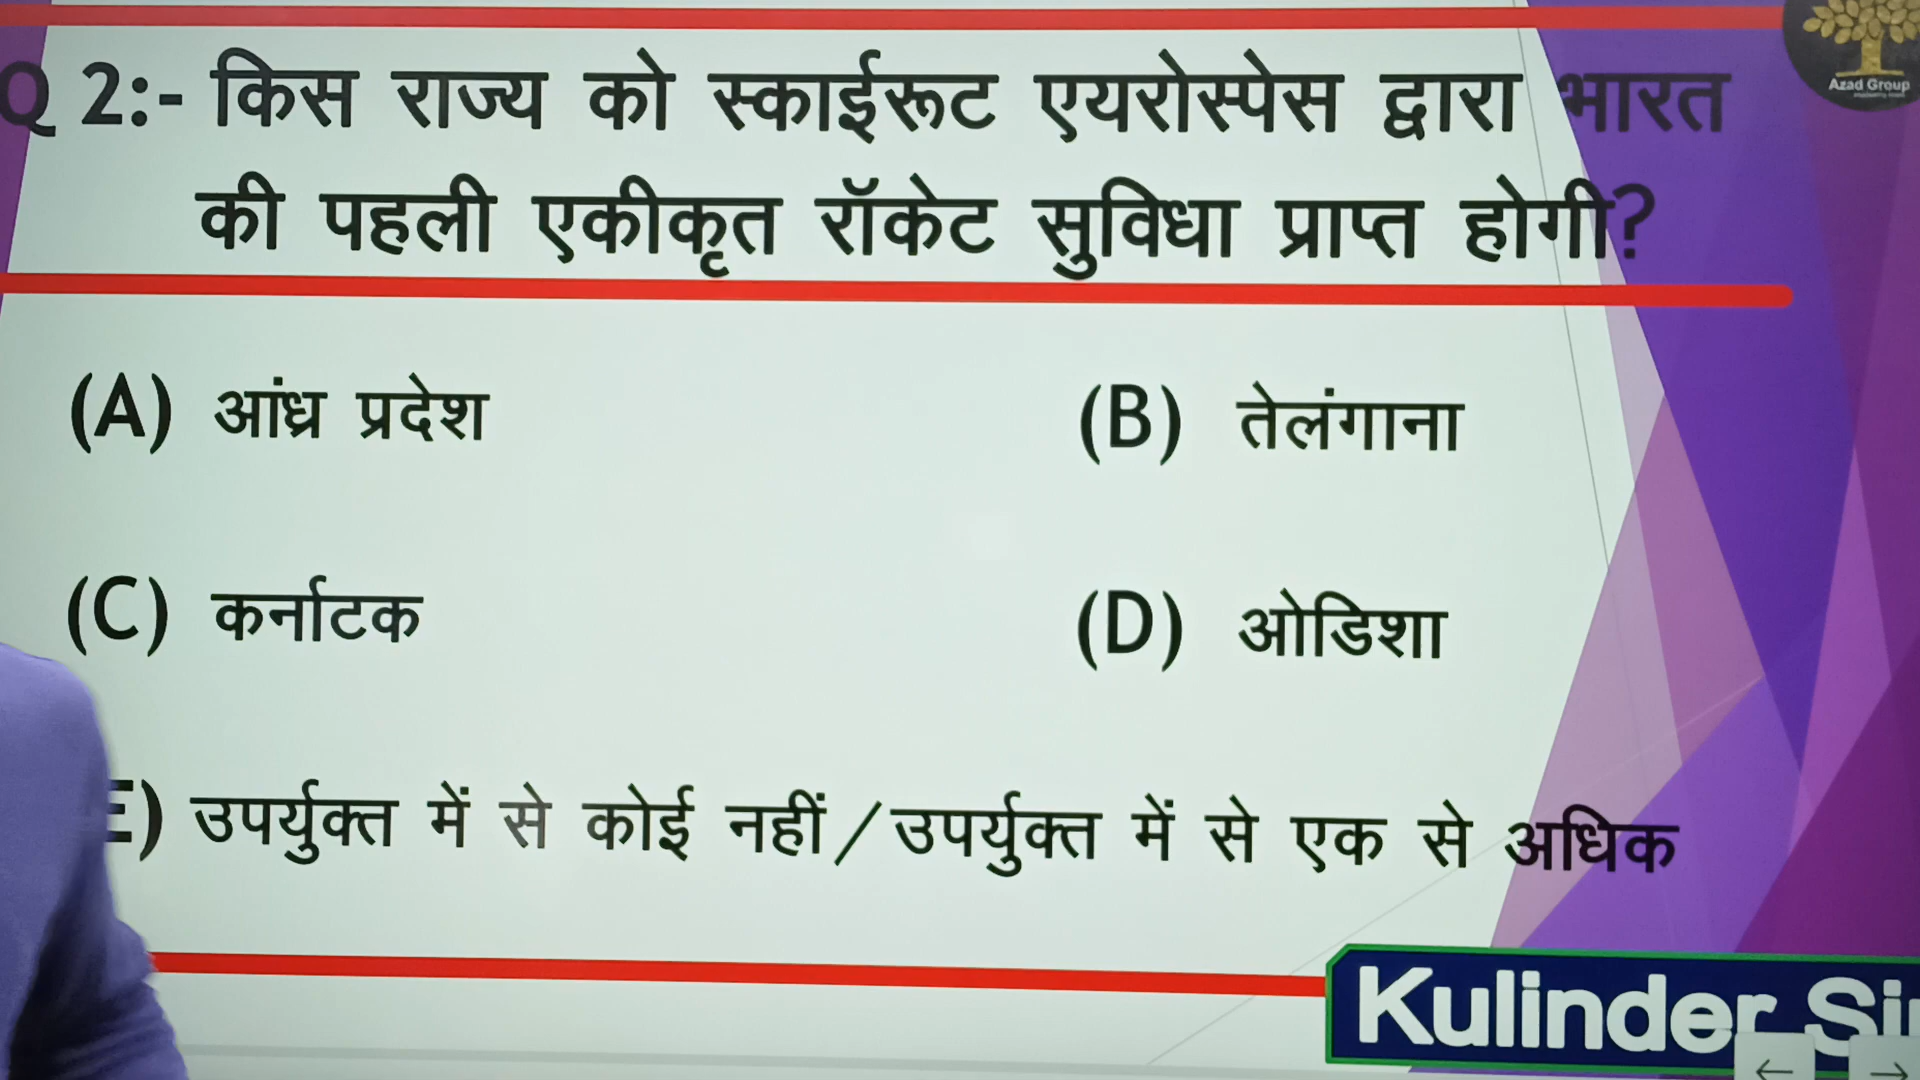 Azad Group
Q 2:- किस राज्य को स्काईरूट एयरोस्पेस द्वारा भारत
की पहली एकीकृत रॉकेट सुविधा प्राप्त होगी?
(A) आंध्र प्रदेश
(B) तेलंगाना
(C) कर्नाटक
(D) ओडिशा
E) उपर्युक्त में से कोई नहीं/उपर्युक्त में से एक से अधिक
Kulinder